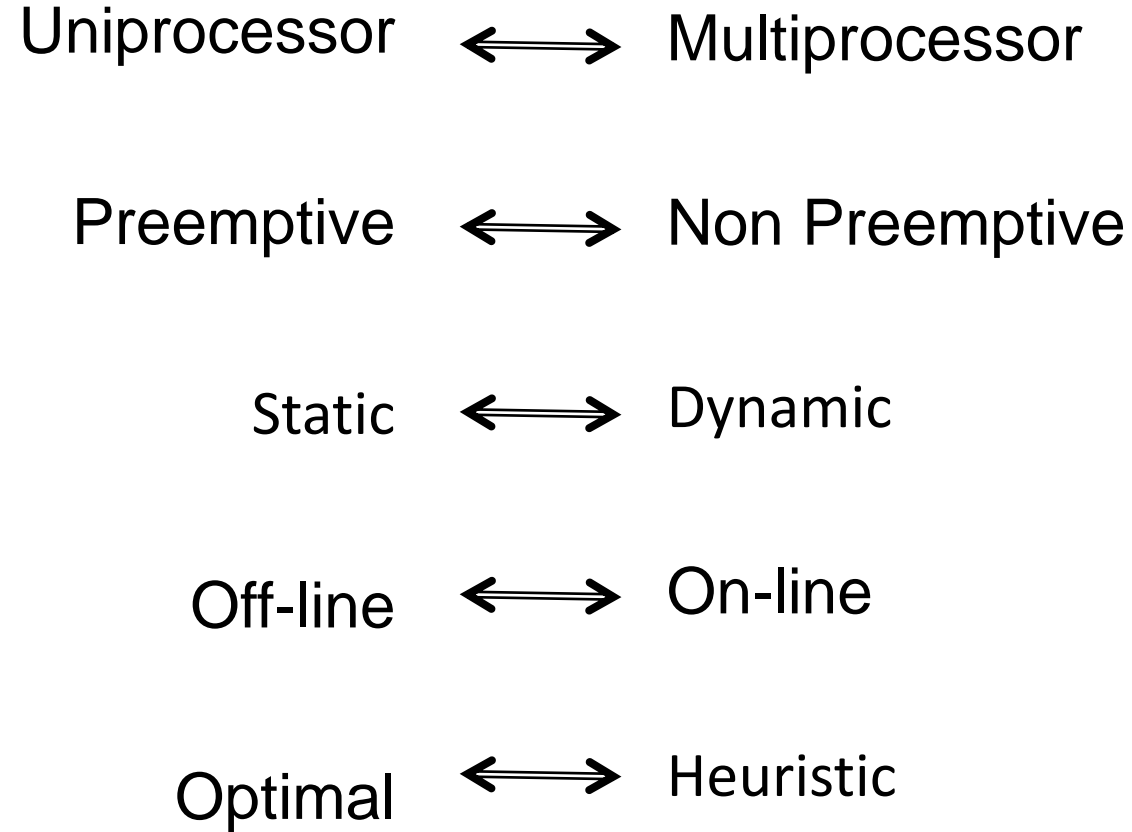 Uniprocessor Multiprocessor
Preemptive Non Preemptive
Static Dynamic
Off-line On-line
Optimal Heuristic